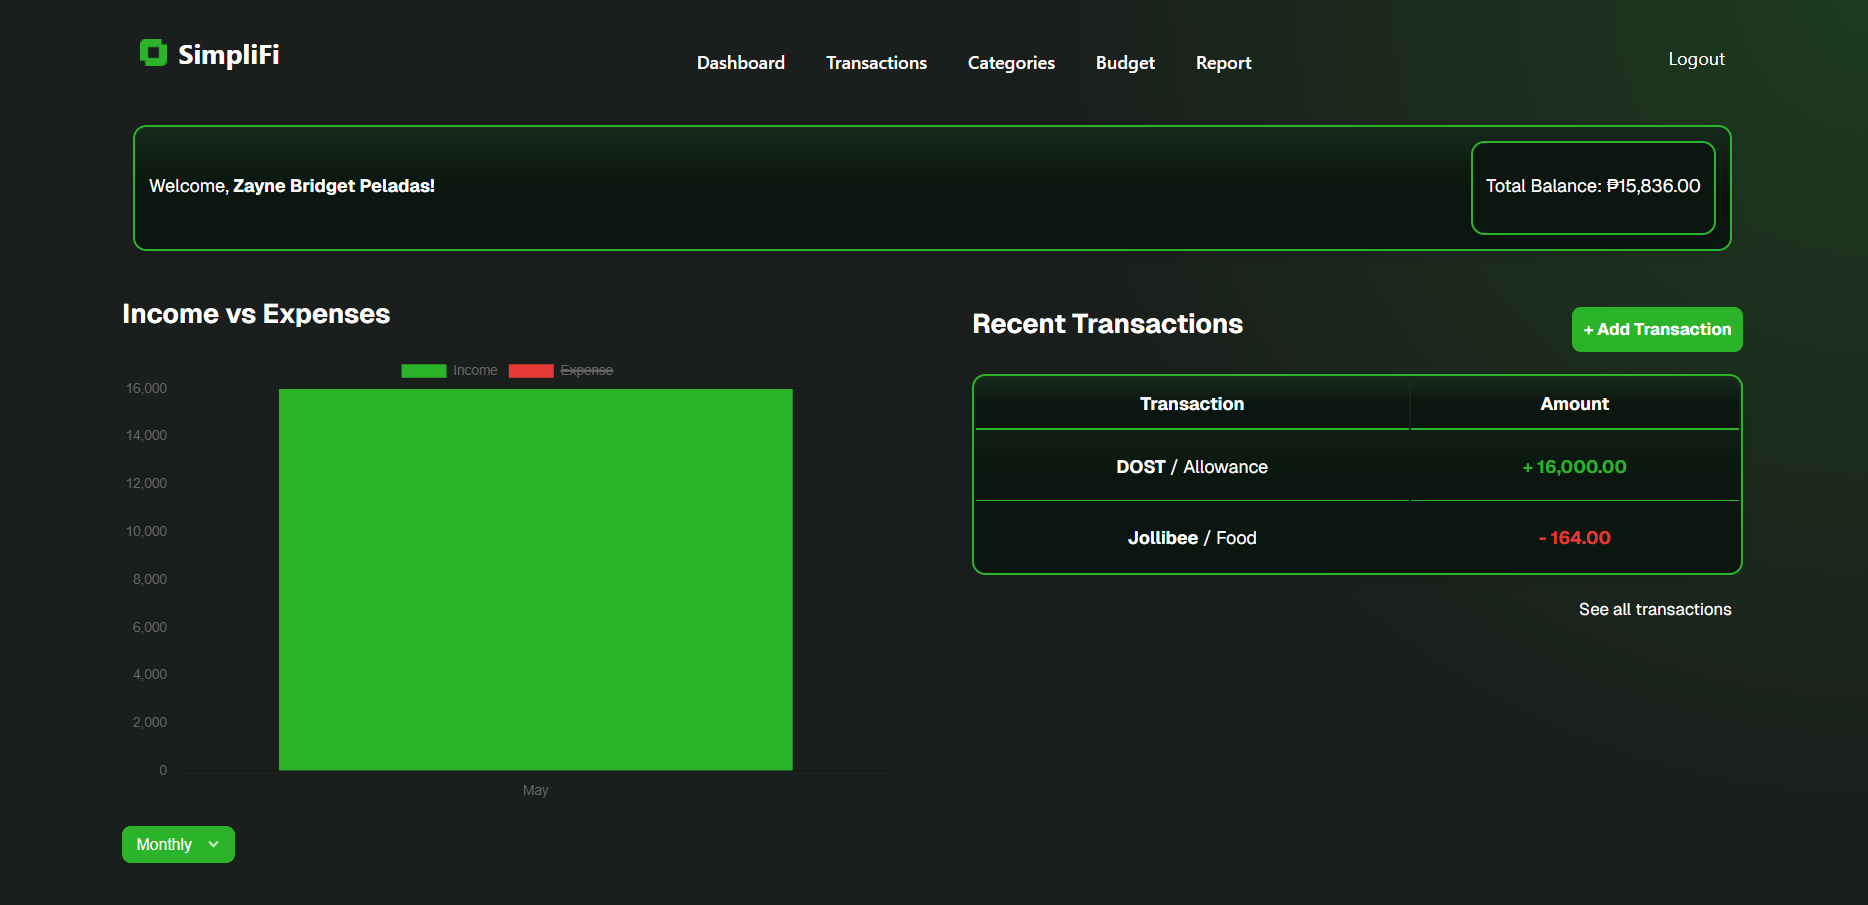 SimpliFi
Dashboard Transactions Categories Budget Report
Logout
Welcome, Zayne Bridget Peladas!
Total Balance: ₱15,836.00
Income vs Expenses
Income Expense
16,000
14,000
12,000
10,000
8,000
6,000
4,000
2,000
0
May
Monthly
Recent Transactions
+ Add Transaction
Transaction Amount
DOST / Allowance + 16,000.00
Jollibee / Food - 164.00
See all transactions